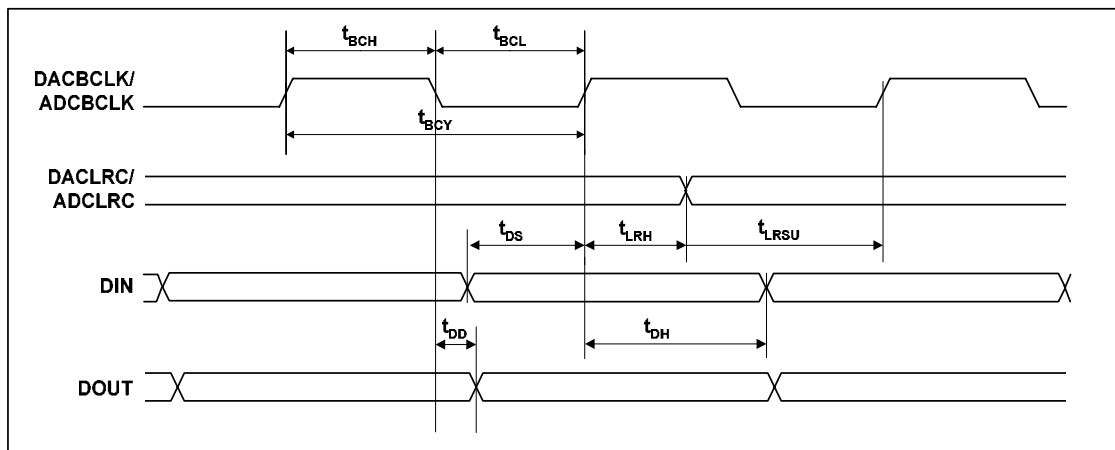 tBCH
tBCL
DACBCLK/
ADCBCLK
tBCY
DACLRC/
ADCLRC
tDS
tLRH
tLRSU
DIN
tDD
tDH
DOUT